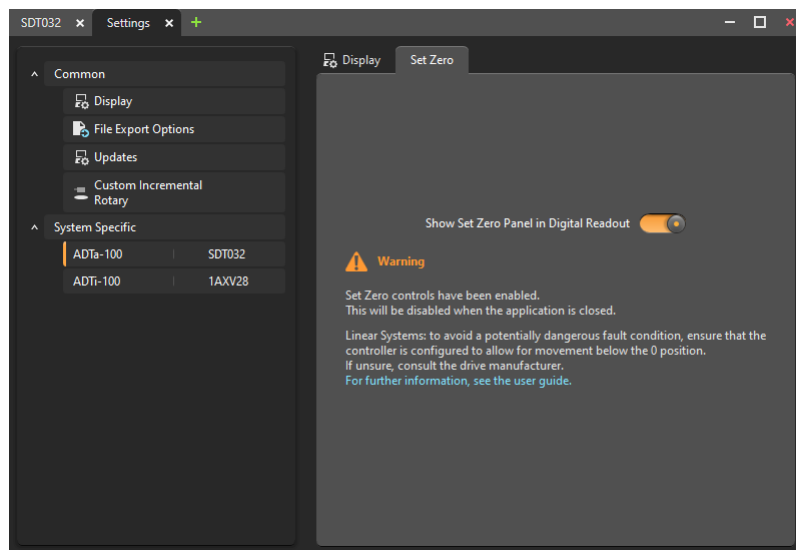 SDT032
Settings
Display
Set Zero
Common
Display
File Export Options
Updates
Custom Incremental
Rotary
System Specific
ADTa-100 SDT032
ADTi-100 1AXV28
Show Set Zero Panel in Digital Readout
Warning
Set Zero controls have been enabled.
This will be disabled when the application is closed.
Linear Systems: to avoid a potentially dangerous fault condition, ensure that the
controller is configured to allow for movement below the 0 position.
If unsure, consult the drive manufacturer.
For further information, see the user guide.